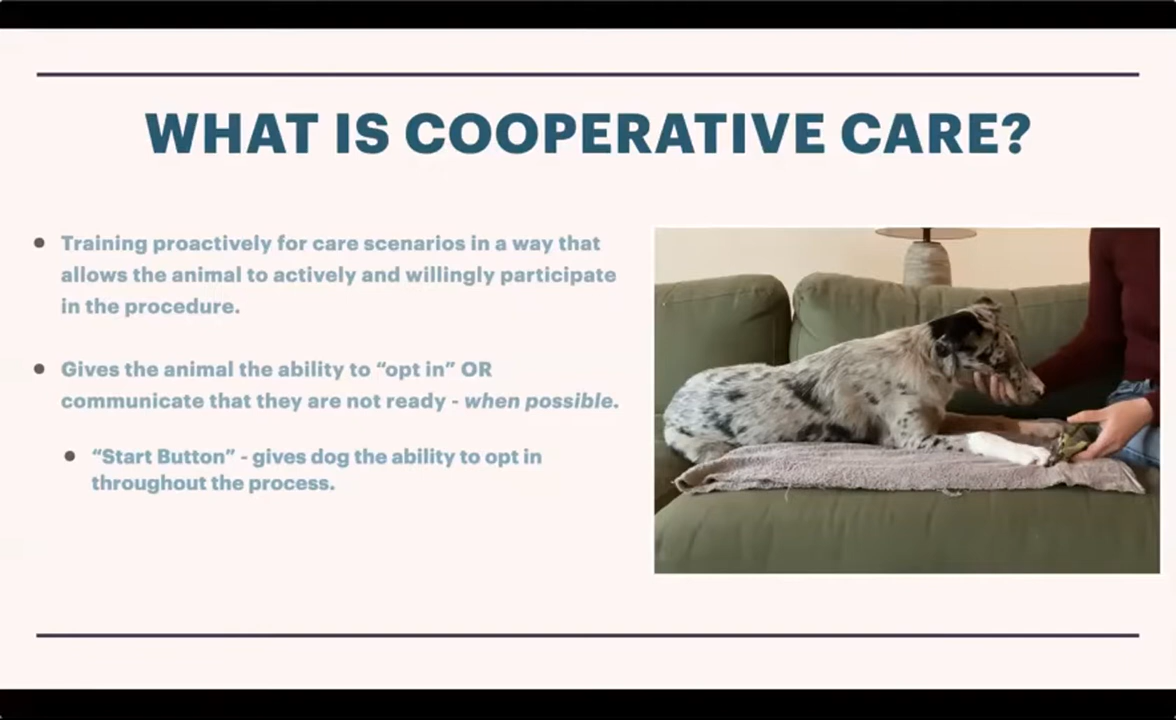 WHAT IS COOPERATIVE CARE?
Training proactively for care scenarios in a way that
allows the animal to actively and willingly participate
in the procedure.
Gives the animal the ability to “opt in” OR
communicate that they are not ready - when possible.
“Start Button” - gives dog the ability to opt in
throughout the process.